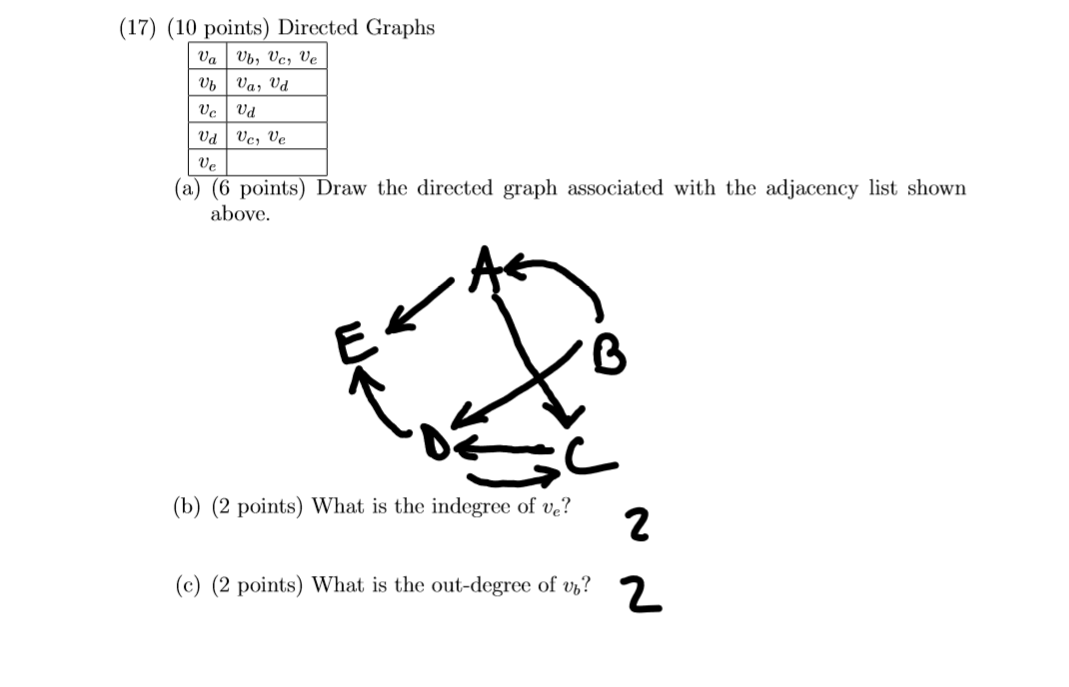 (17) (10 points) Directed Graphs
v_a v_b, v_c, v_e
v_b v_a, v_d
v_c v_d
v_d v_c, v_e
v_e
(a) (6 points) Draw the directed graph associated with the adjacency list shown
above.
A
E
B
D C
(b) (2 points) What is the indegree of v_e? 2
(c) (2 points) What is the out-degree of v_b? 2